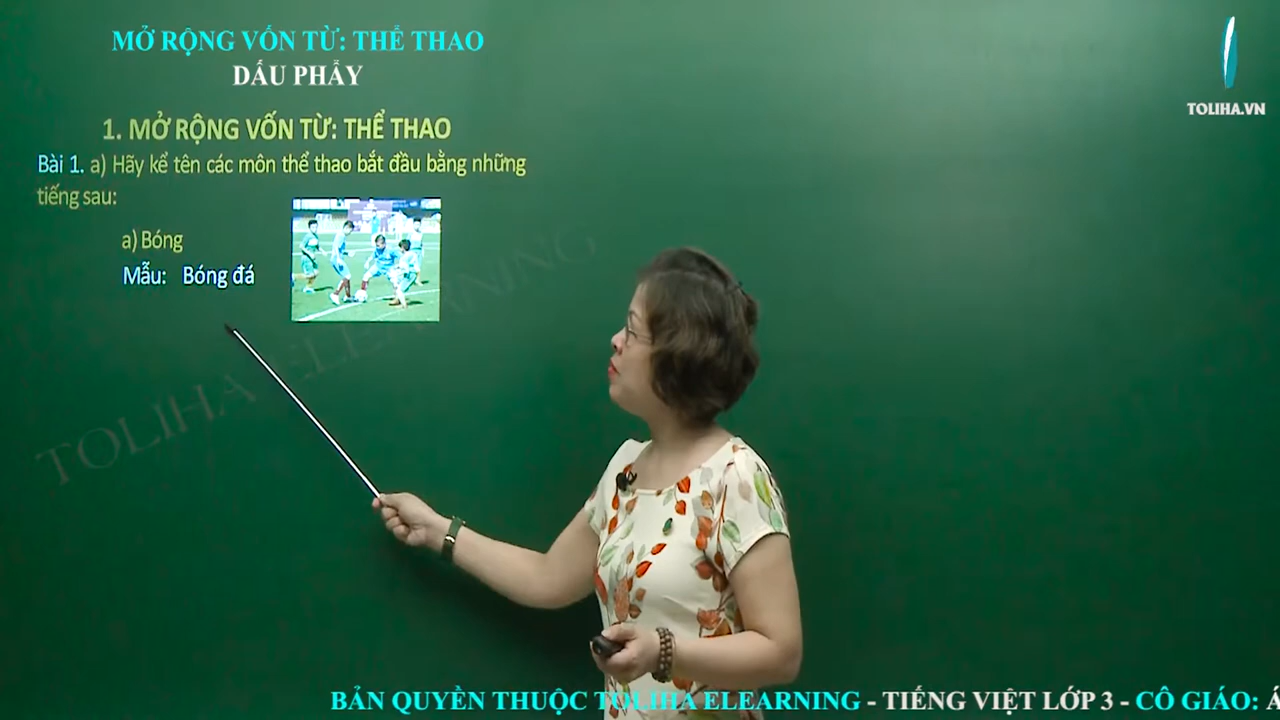 MỞ RỘNG VỐN TỪ: THỂ THAO
DẤU PHẨY
TOLIHA.VN
1. MỞ RỘNG VỐN TỪ: THỂ THAO
Bài 1. a) Hãy kể tên các môn thể thao bắt đầu bằng những
tiếng sau:
a) Bóng
Mẫu: Bóng đá
TOLIHA ELEARNING
BẢN QUYỀN THUỘC TOLIHA ELEARNING - TIẾNG VIỆT LỚP 3 - CÔ GIÁO: Á